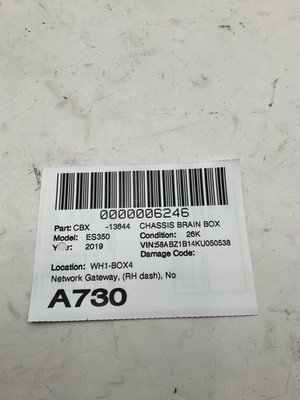 0000006246
Part: CBX -13644 CHASSIS BRAIN BOX
Model: ES350 Condition: 26K
Year: 2019 VIN:58ABZ1B14KU050538
Damage Code:
Location: WH1-BOX4
Network Gateway, (RH dash), No
A730